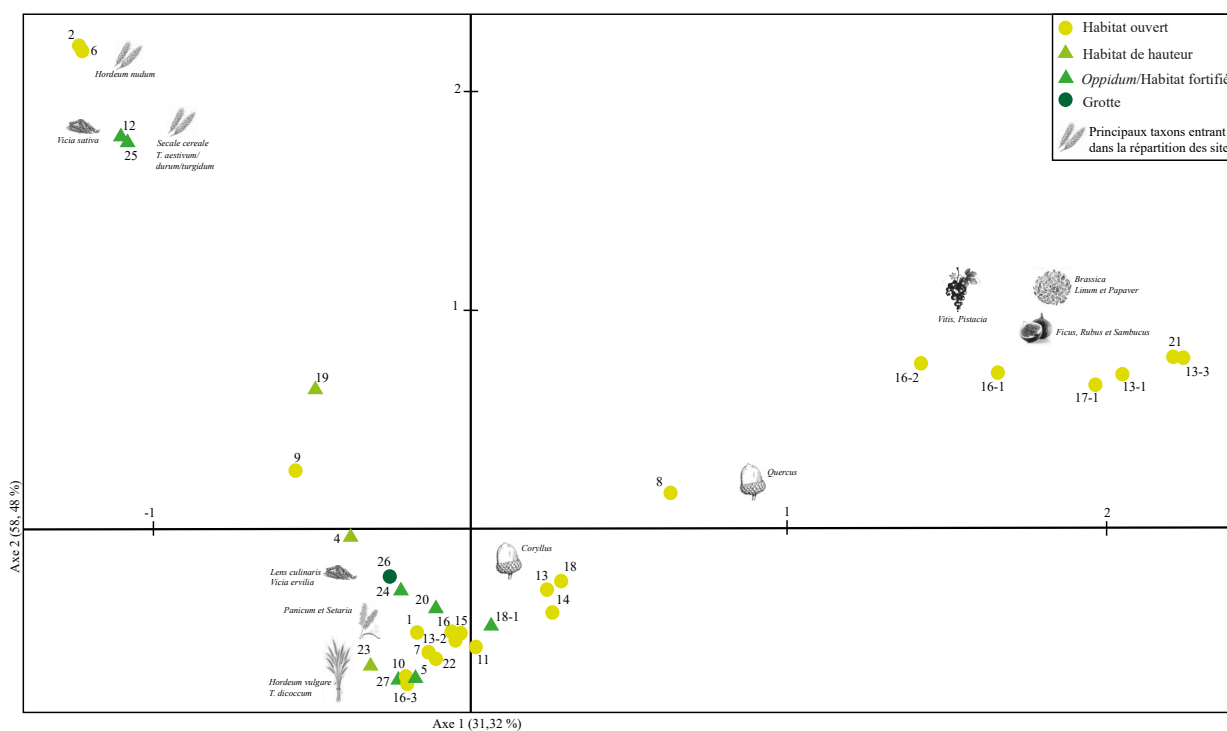 Habitat ouvert
Habitat de hauteur
Oppidum/Habitat fortifié
Grotte
Principaux taxons entrant
dans la répartition des site
2
6
Hordeum nudum
12
25
Vicia sativa
Secale cereale
T. aestivum/
durum/turgidum
2
1
Brassica
Linum et Papaver
Vitis, Pistacia
Ficus, Rubus et Sambucus
21
13-3
16-2
16-1
17-1
13-1
19
9
8
Quercus
-1
1
2
4
26
Coryllus
Lens culinaris
Vicia ervilia
24
13
18
14
Panicum et Setaria
20
18-1
1
16
15
13-2
7
22
11
23
10
5
Hordeum vulgare
T. dicoccum
27
16-3
Axe 2 (58, 48 %)
Axe 1 (31,32 %)